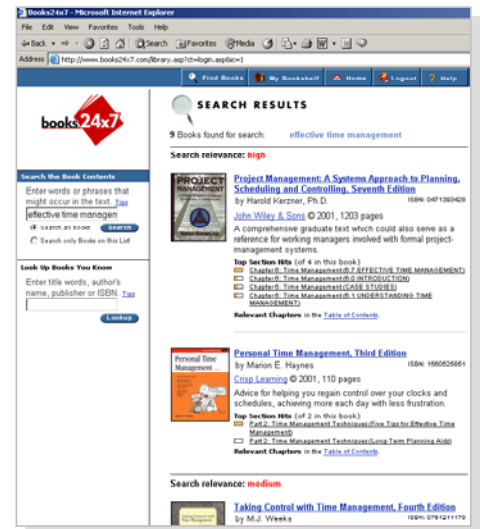 Books24x7 - Microsoft Internet Explorer
File Edit View Favorites Tools Help
Back Search Favorites Media
Address http://www.books24x7.com/library.asp?ct=login.asp&ic=1
Find Books My Bookshelf Home Logout Help
books24x7
SEARCH RESULTS
9 Books found for search: effective time management
Search relevance: high
Search the Book Contents
Enter words or phrases that
might occur in the text. Tips
effective time managen
Search all Books Search
Search only Books on this List
Look Up Books You Know
Enter title words, author's
name, publisher or ISBN. Tips
Lookup
PROJECT
MANAGEMENT
Project Management: A Systems Approach to Planning,
Scheduling and Controlling, Seventh Edition
by Harold Kerzner, Ph.D. ISBN: 0471393428
John Wiley & Sons © 2001, 1203 pages
A comprehensive graduate text which could also serve as a
reference for working managers involved with formal project-
management systems.
Top Section Hits (of 4 in this book)
Chapter 6: Time Management (6.7 EFFECTIVE TIME MANAGEMENT)
Chapter 6: Time Management (6.0 INTRODUCTION)
Chapter 6: Time Management (CASE STUDIES)
Chapter 6: Time Management (6.1 UNDERSTANDING TIME
MANAGEMENT)
Relevant Chapters in the Table of Contents.
Personal Time
Management ...
Personal Time Management, Third Edition
by Marion E. Haynes ISBN: 1560525851
Crisp Learning © 2001, 110 pages
Advice for helping you regain control over your clocks and
schedules, achieving more each day with less frustration.
Top Section Hits (of 2 in this book)
Part 2: Time Management Techniques (Five Tips for Effective Time
Management)
Part 2: Time Management Techniques (Long-Term Planning Aids)
Relevant Chapters in the Table of Contents.
Search relevance: medium
Taking Control with Time Management, Fourth Edition
by M.J. Weeks ISBN: 0761211179